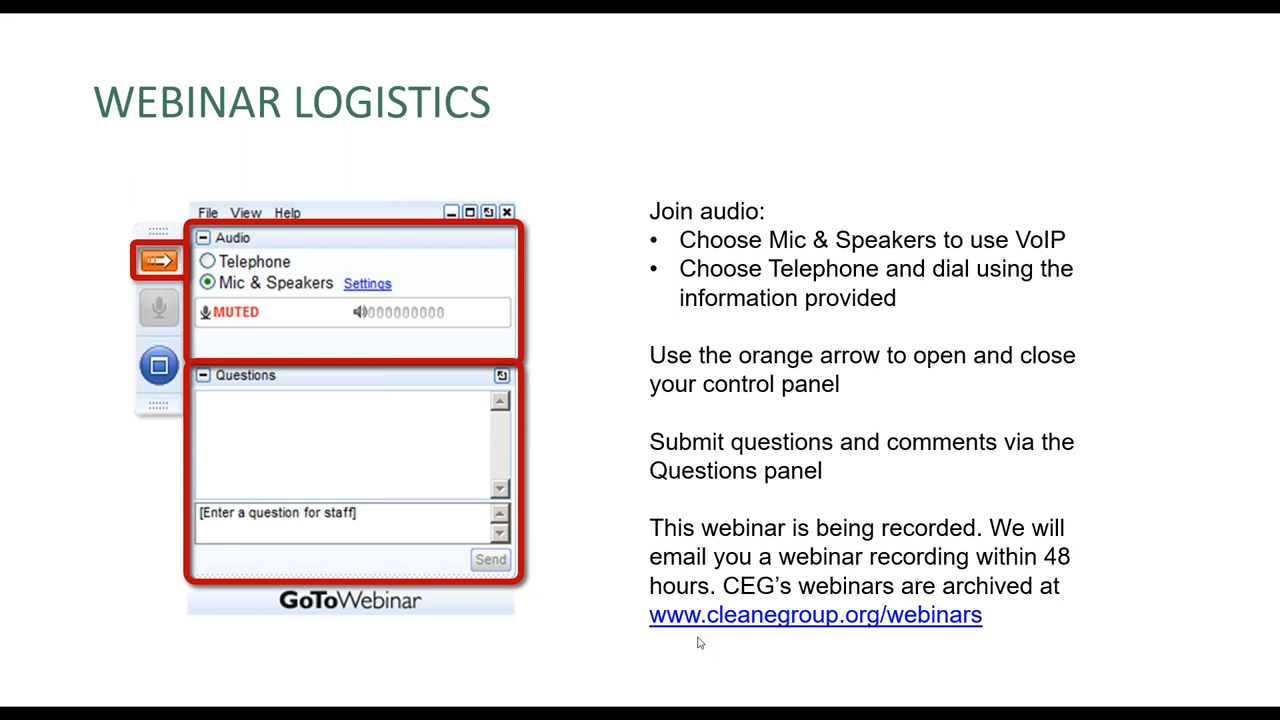 WEBINAR LOGISTICS
File View Help
Audio
Telephone
Mic & Speakers Settings
MUTED 000000000
Questions
[Enter a question for staff]
Send
GoToWebinar
Join audio:
• Choose Mic & Speakers to use VoIP
• Choose Telephone and dial using the
information provided
Use the orange arrow to open and close
your control panel
Submit questions and comments via the
Questions panel
This webinar is being recorded. We will
email you a webinar recording within 48
hours. CEG’s webinars are archived at
www.cleanegroup.org/webinars